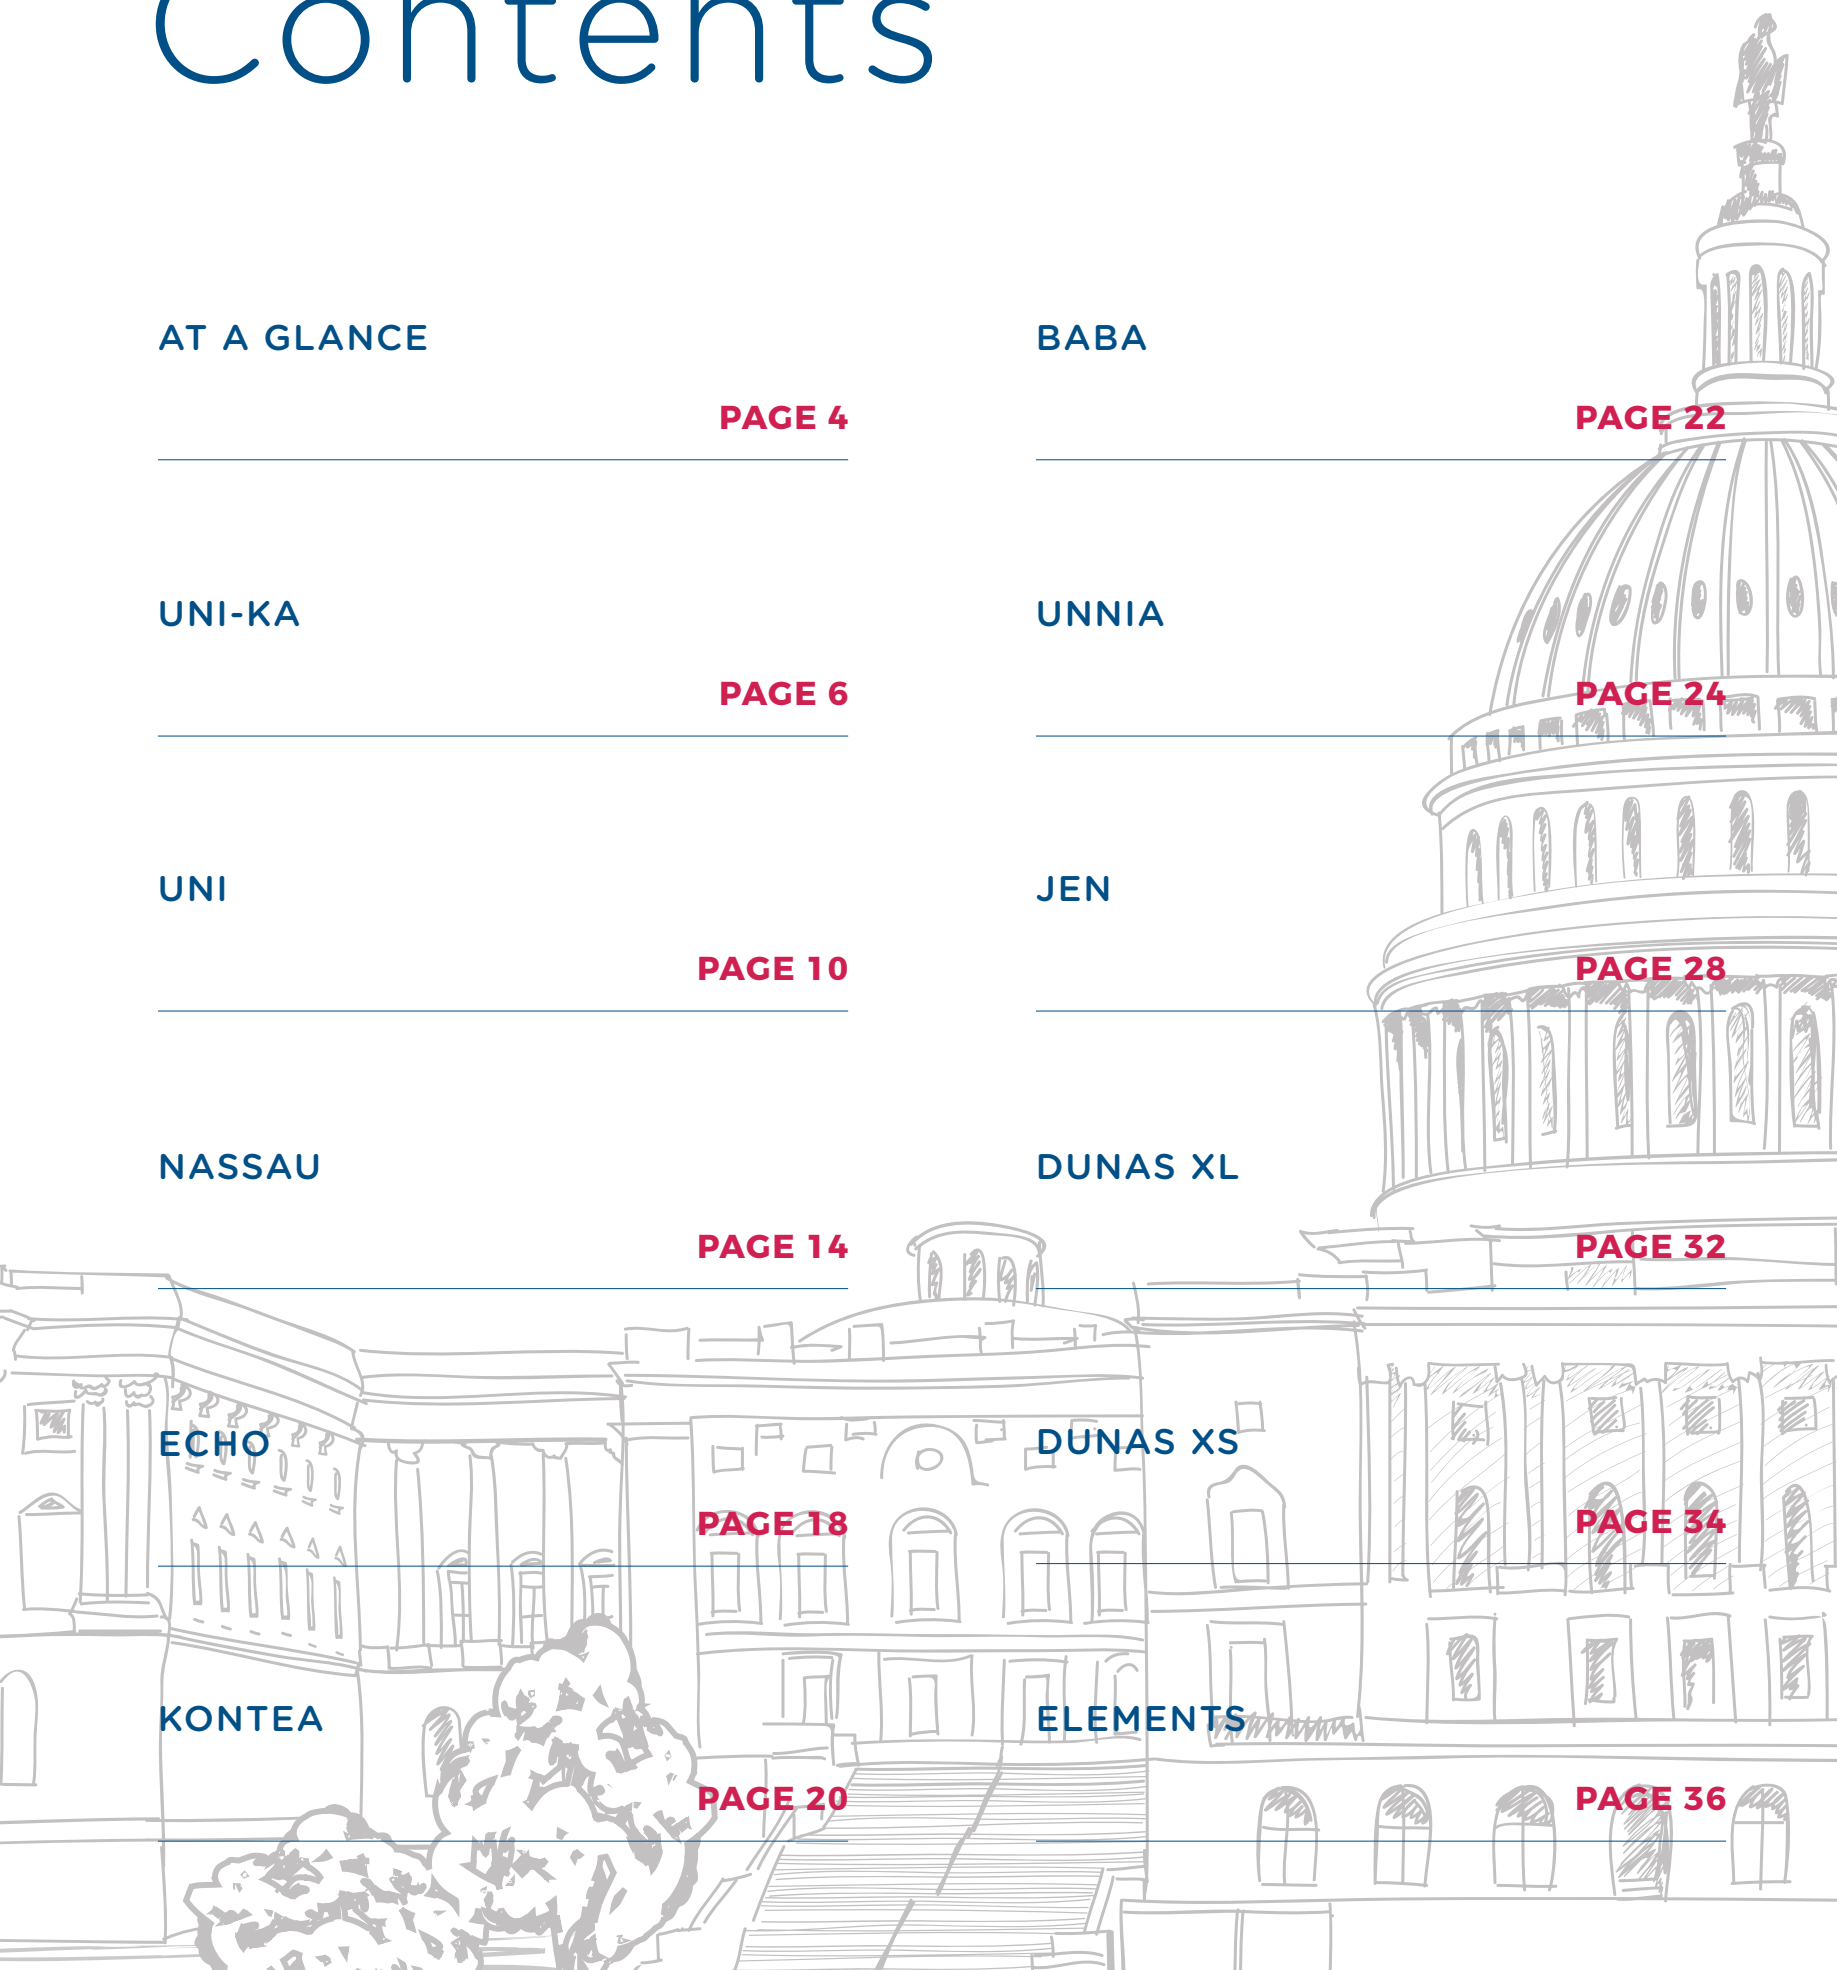 Contents
AT A GLANCE
PAGE 4
UNI-KA
PAGE 6
UNI
PAGE 10
NASSAU
PAGE 14
ECHO
PAGE 18
KONTEA
PAGE 20
BABA
PAGE 22
UNNIA
PAGE 24
JEN
PAGE 28
DUNAS XL
PAGE 32
DUNAS XS
PAGE 34
ELEMENTS
PAGE 36